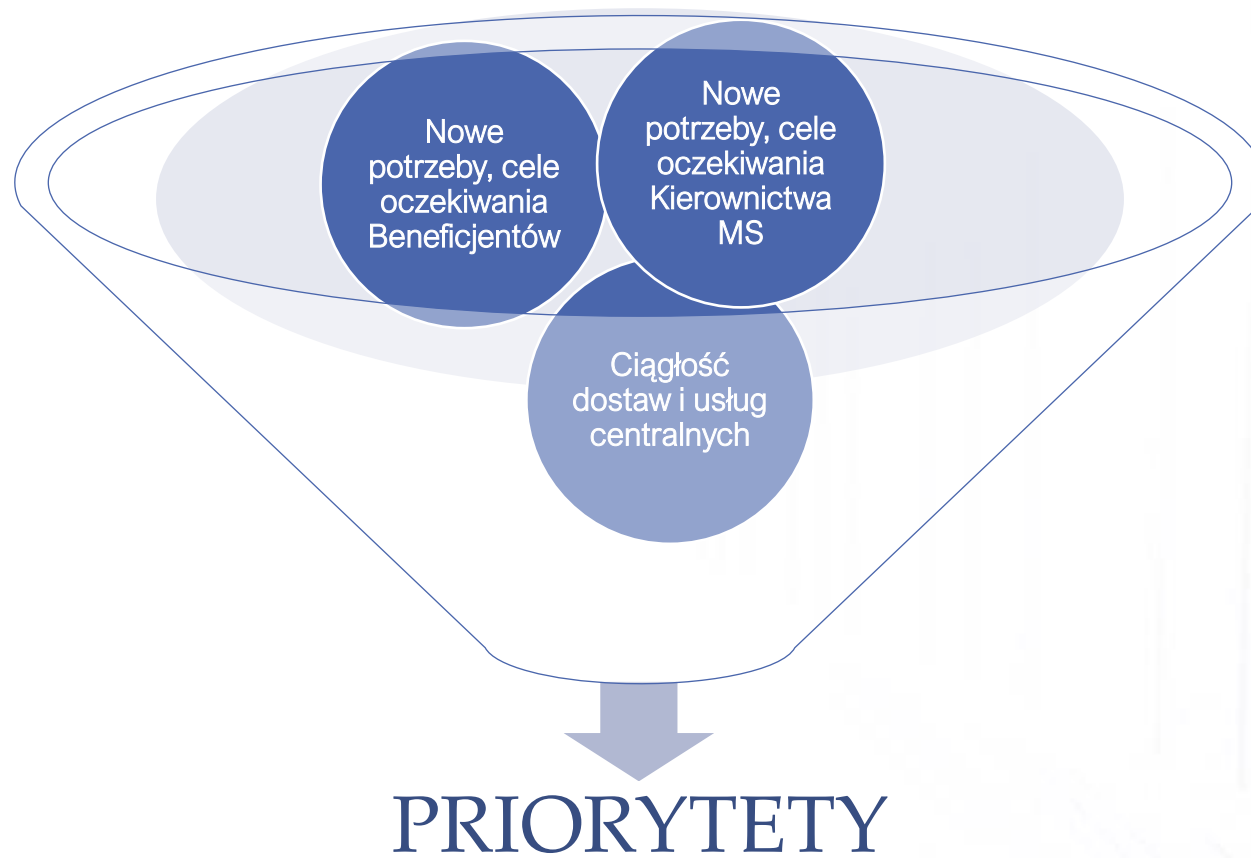 Nowe
potrzeby, cele
oczekiwania
Beneficjentów
Nowe
potrzeby, cele
oczekiwania
Kierownictwa
MS
Ciągłość
dostaw i usług
centralnych
PRIORYTETY